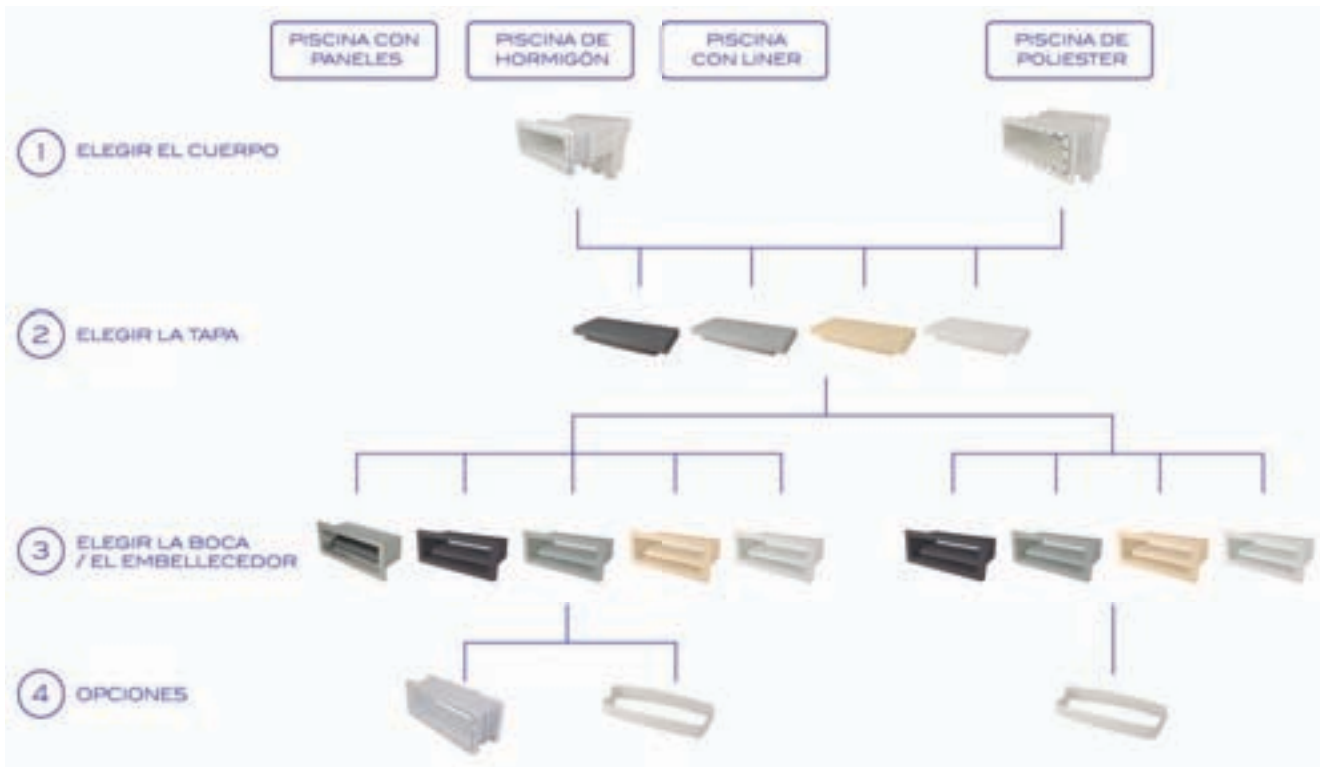 PISCINA CON
PANELES
PISCINA DE
HORMIGÓN
PISCINA
CON LINER
PISCINA DE
POLIESTER
1 ELEGIR EL CUERPO
2 ELEGIR LA TAPA
3 ELEGIR LA BOCA
/ EL EMBELLECEDOR
4 OPCIONES